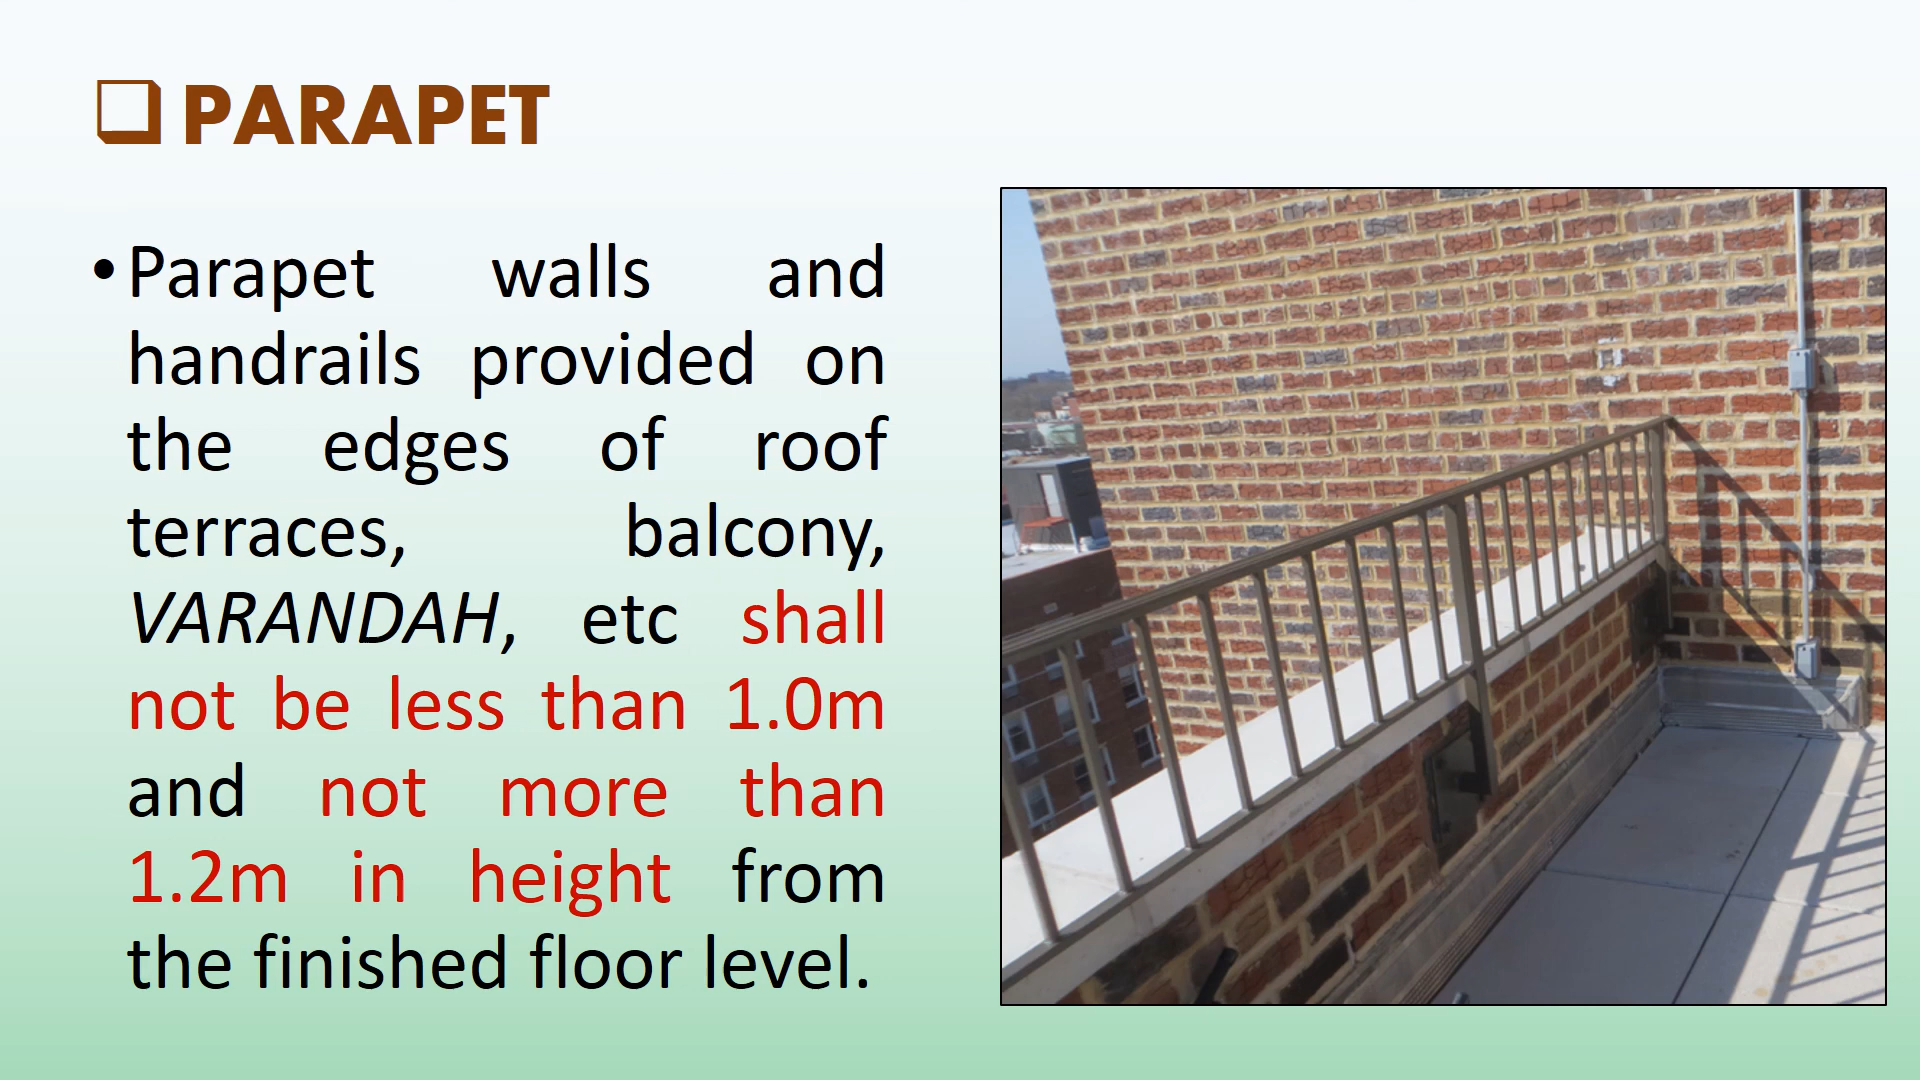 ❑ PARAPET
• Parapet walls and
handrails provided on
the edges of roof
terraces, balcony,
VARANDAH, etc shall
not be less than 1.0m
and not more than
1.2m in height from
the finished floor level.